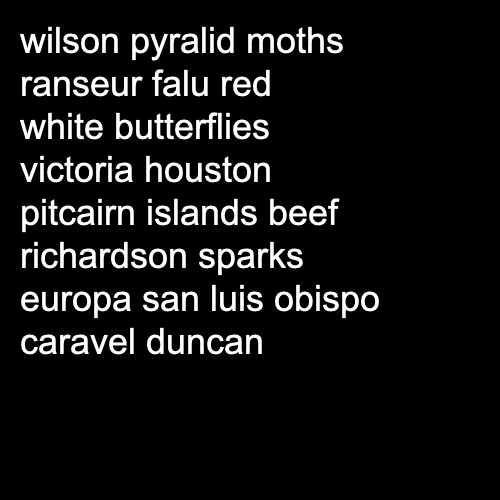 wilson pyralid moths
ranseur falu red
white butterflies
victoria houston
pitcairn islands beef
richardson sparks
europa san luis obispo
caravel duncan